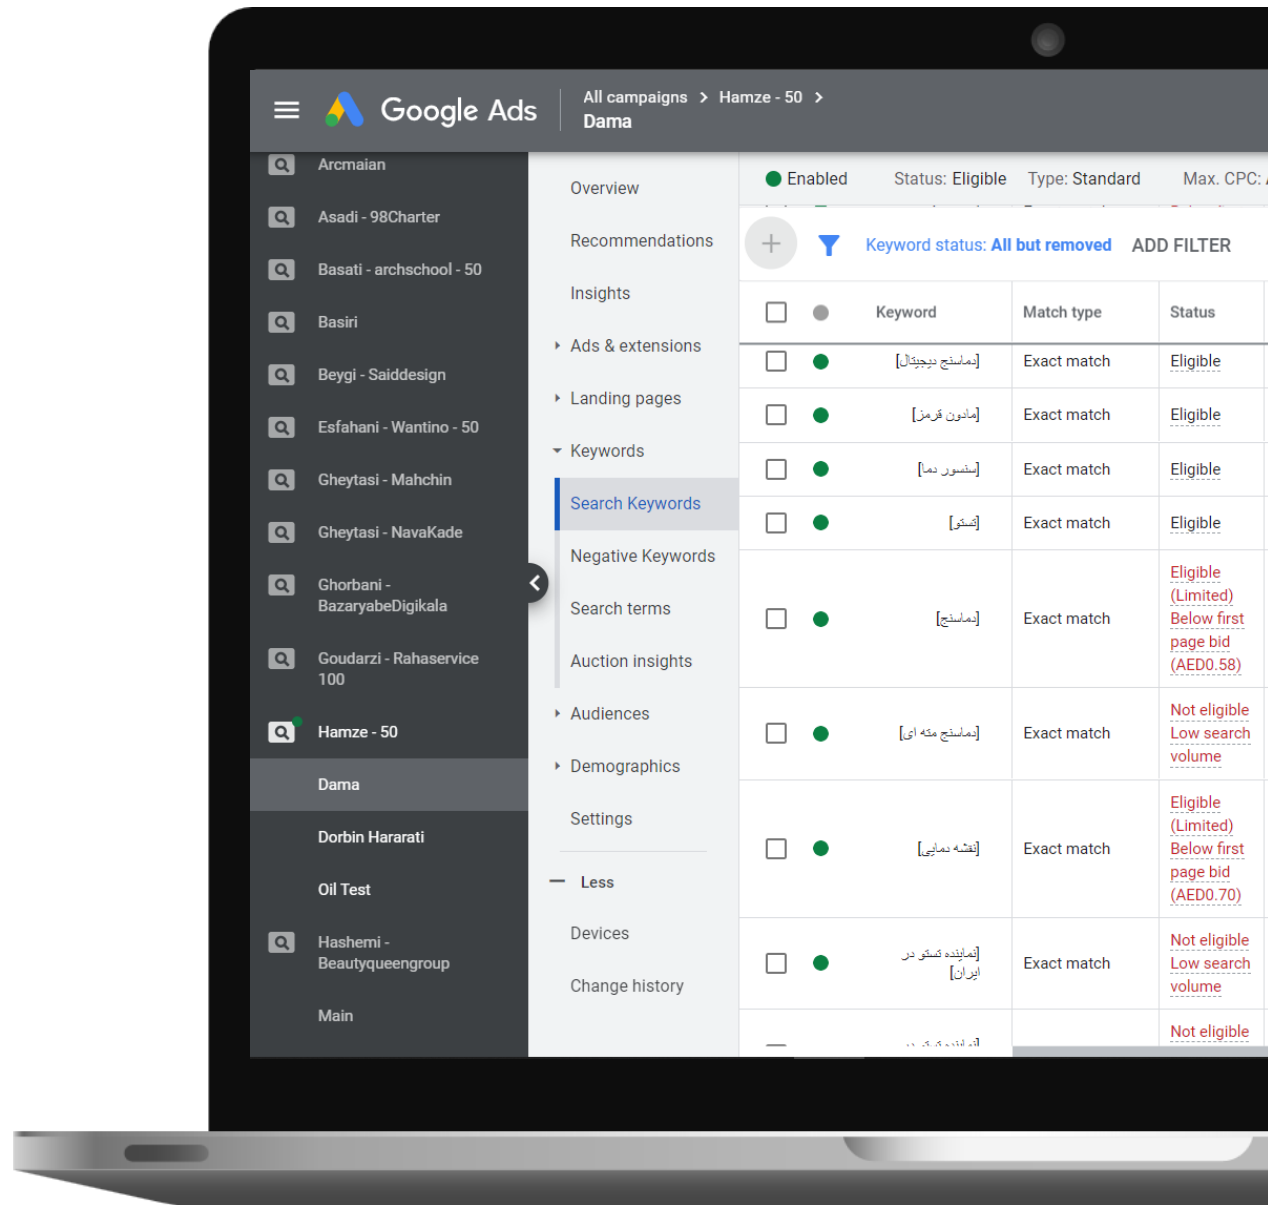 Google Ads
All campaigns > Hamze - 50 >
Dama
Arcmaian
Asadi - 98Charter
Basati - archschool - 50
Basiri
Beygi - Saiddesign
Esfahani - Wantino - 50
Gheytasi - Mahchin
Gheytasi - NavaKade
Ghorbani -
BazaryabeDigikala
Goudarzi - Rahaservice
100
Hamze - 50
Dama
Dorbin Hararati
Oil Test
Hashemi -
Beautyqueengroup
Main
Overview
Recommendations
Insights
Ads & extensions
Landing pages
Keywords
Search Keywords
Negative Keywords
Search terms
Auction insights
Audiences
Demographics
Settings
Less
Devices
Change history
Enabled Status: Eligible Type: Standard Max. CPC:
Keyword status: All but removed ADD FILTER
Keyword Match type Status
[دماسنج دیجیتال] Exact match Eligible
[مادون قرمز] Exact match Eligible
[سنسور دما] Exact match Eligible
[تستو] Exact match Eligible
[دماسنج] Exact match Eligible
(Limited)
Below first
page bid
(AED0.58)
[دماسنج مته ای] Exact match Not eligible
Low search
volume
[نقشه دمایی] Exact match Eligible
(Limited)
Below first
page bid
(AED0.70)
[نماینده تستو در
ایران] Exact match Not eligible
Low search
volume
Not eligible